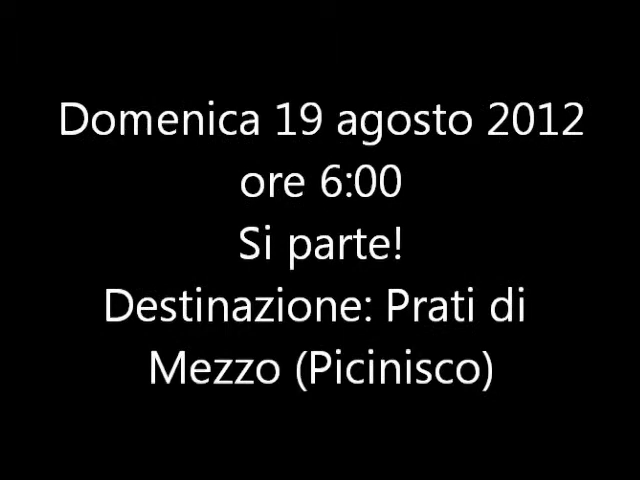 Domenica 19 agosto 2012
ore 6:00
Si parte!
Destinazione: Prati di
Mezzo (Picinisco)